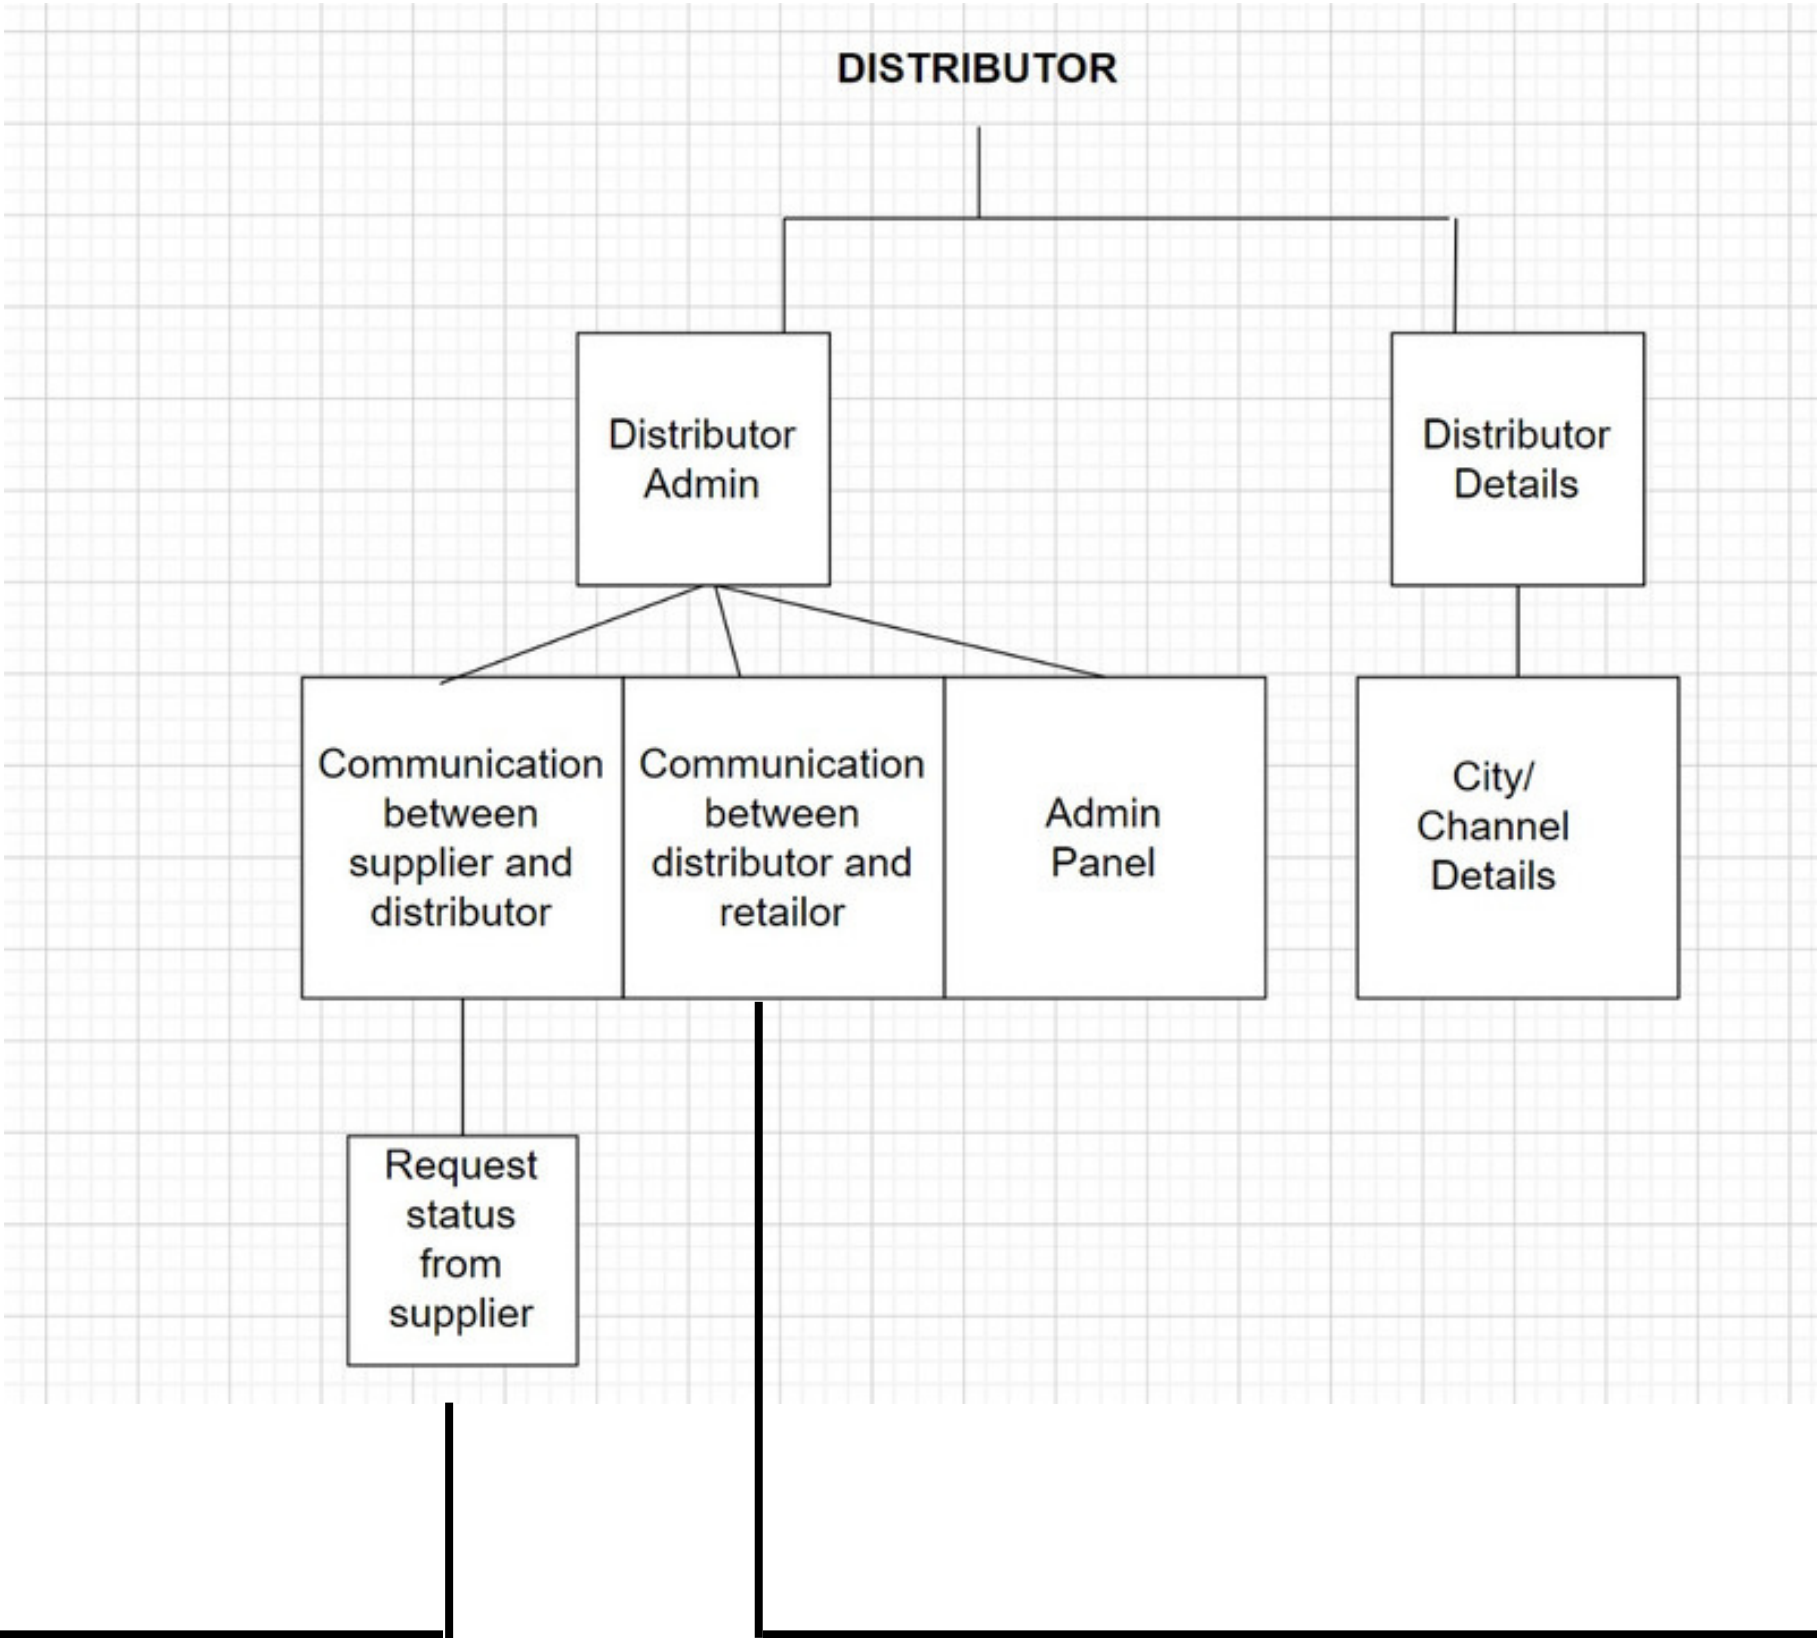 DISTRIBUTOR
Distributor
Admin
Distributor
Details
Communication
between
supplier and
distributor
Communication
between
distributor and
retailor
Admin
Panel
City/
Channel
Details
Request
status
from
supplier